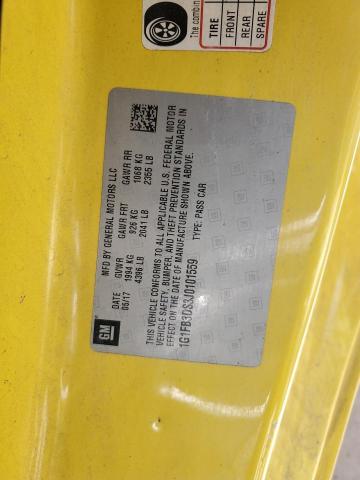 The combin
TIRE
FRONT
REAR
SPARE
MFD BY GENERAL MOTORS LLC
DATE GVWR GAWR FRT GAWR RR
05/17 1994 KG 926 KG 1068 KG
4396 LB 2041 LB 2355 LB
GM
THIS VEHICLE CONFORMS TO ALL APPLICABLE U.S. FEDERAL MOTOR
VEHICLE SAFETY, BUMPER, AND THEFT PREVENTION STANDARDS IN
EFFECT ON THE DATE OF MANUFACTURE SHOWN ABOVE.
1G1FB3DS3J0101559 TYPE: PASS CAR